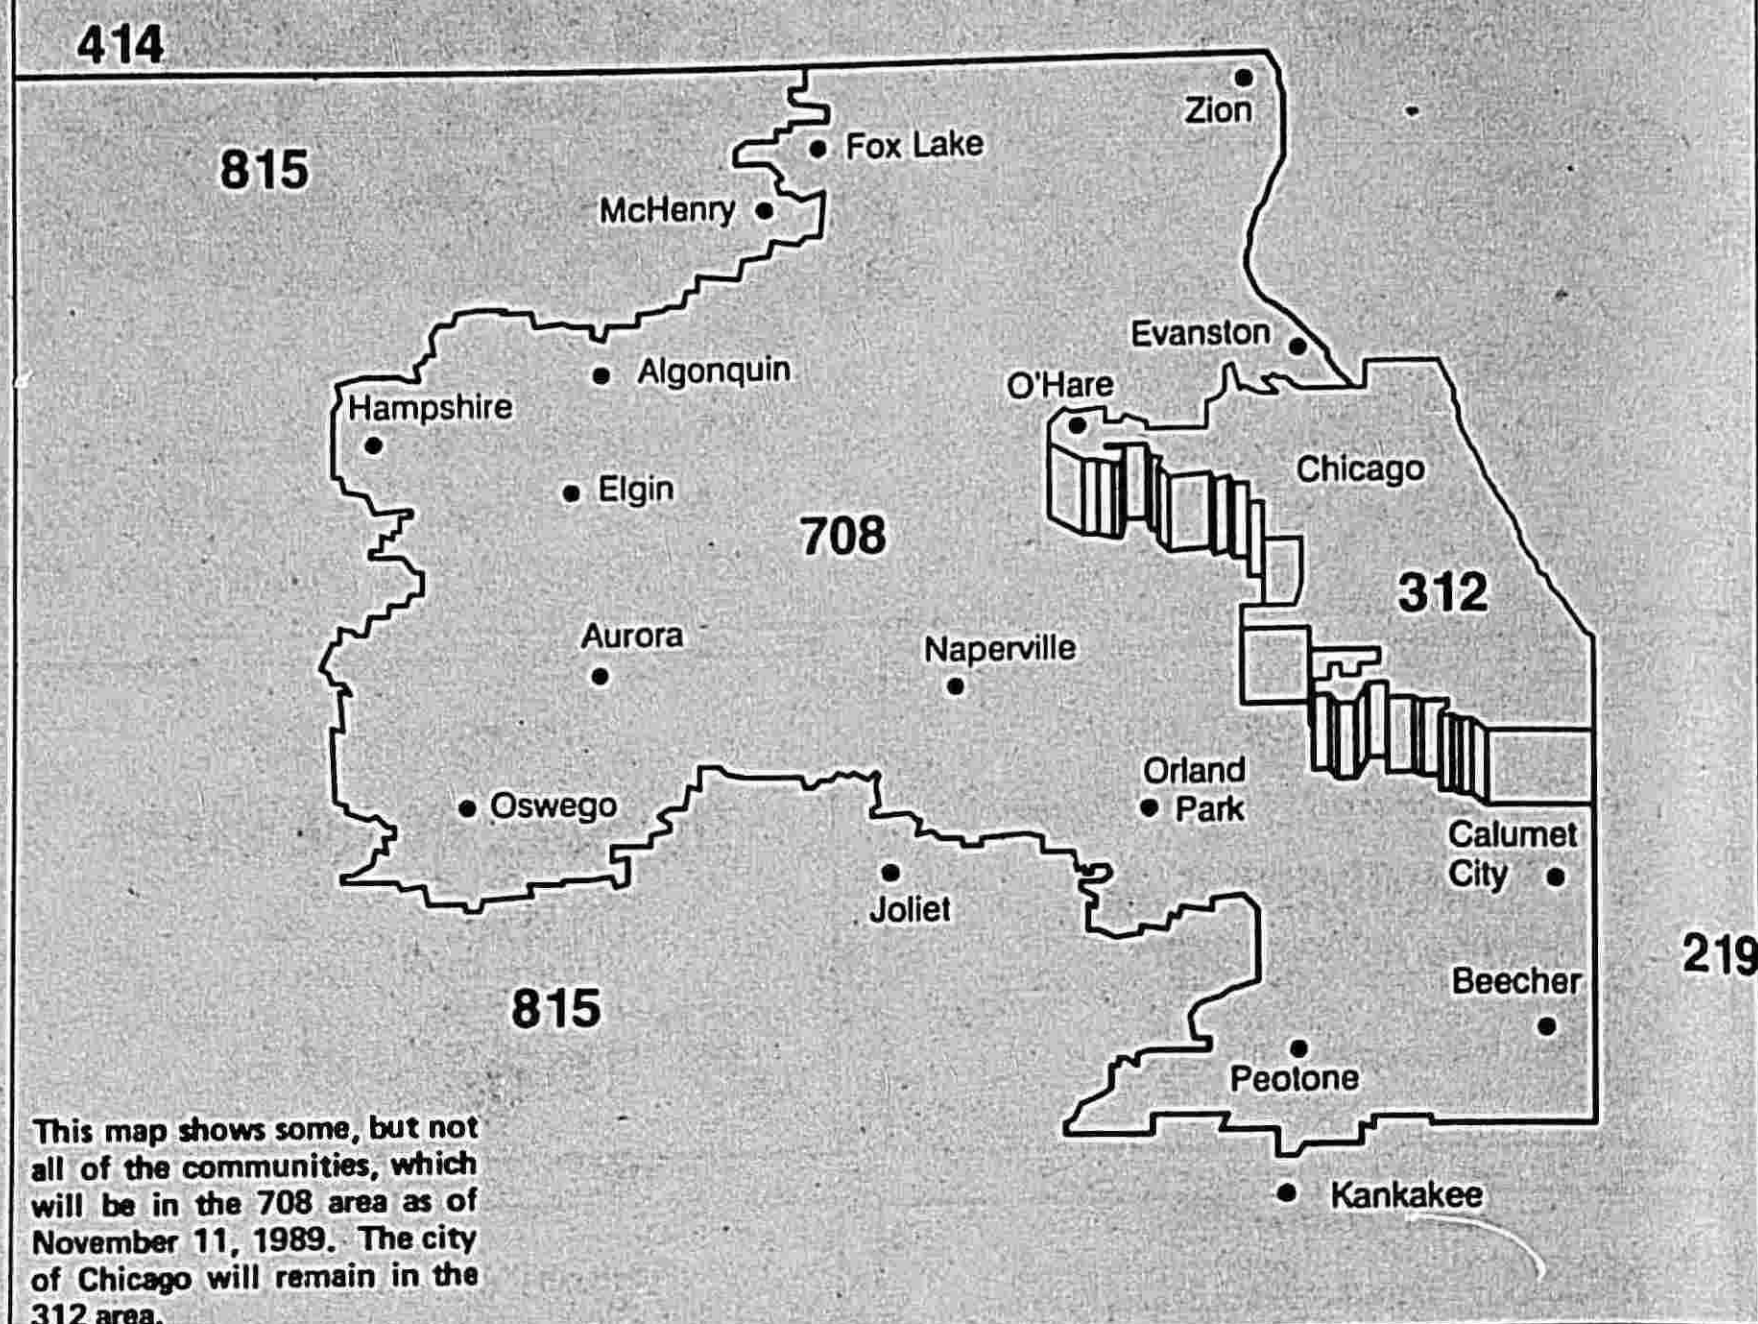 414
815
Zion
Fox Lake
McHenry
Evanston
O'Hare
Algonquin
Hampshire
Chicago
Elgin
708
312
Aurora
Naperville
Orland
Park
Oswego
Calumet
City
Joliet
219
Beecher
815
Peotone
Kankakee
This map shows some, but not
all of the communities, which
will be in the 708 area as of
November 11, 1989. The city
of Chicago will remain in the
312 area.